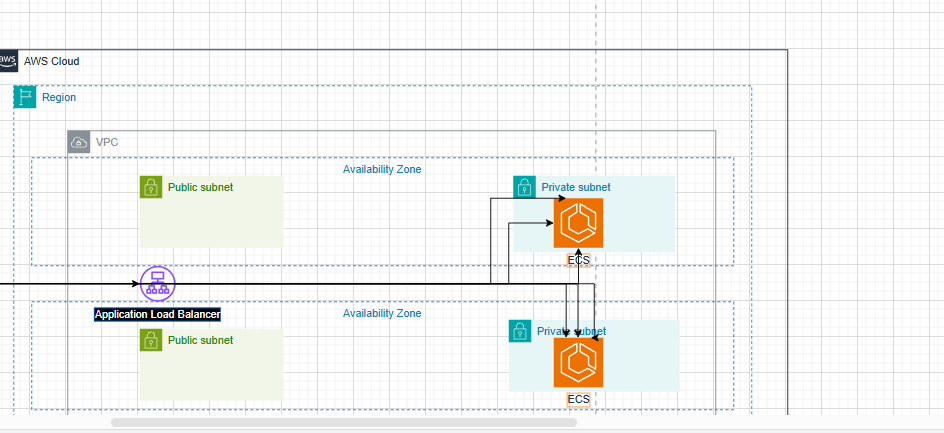 aws
AWS Cloud
Region
VPC
Availability Zone
Public subnet
Private subnet
ECS
Application Load Balancer
Availability Zone
Public subnet
Private subnet
ECS